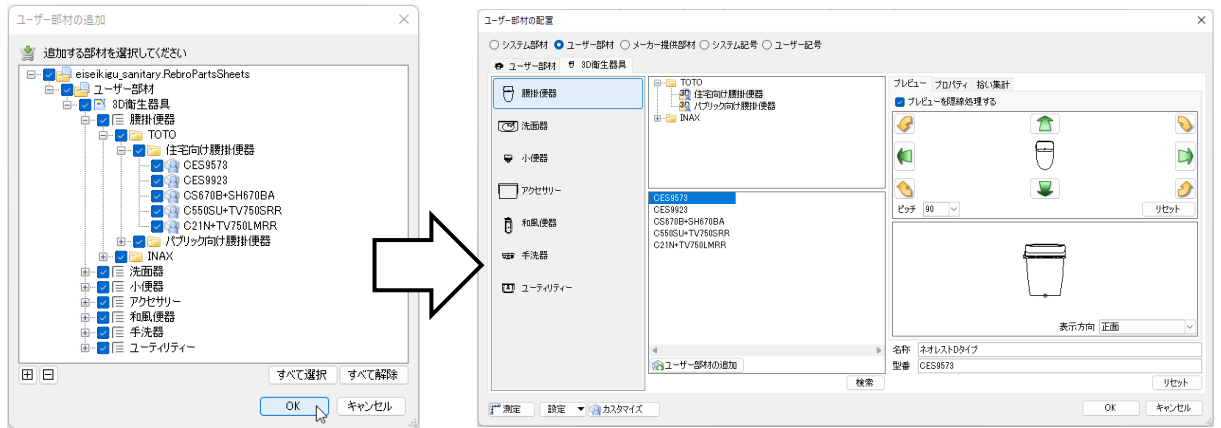 ユーザー部材の追加
追加する部材を選択してください
eiseikigu_sanitary.RebroPartsSheets
ユーザー部材
3D衛生器具
腰掛便器
TOTO
住宅向け腰掛便器
CES9573
CES9923
CS670B+SH670BA
C550SU+TV750SRR
C21N+TV750LMRR
パブリック向け腰掛便器
INAX
洗面器
小便器
アクセサリー
和風便器
手洗器
ユーティリティー
すべて選択 すべて解除
OK キャンセル
ユーザー部材の配置
システム部材 ユーザー部材 メーカー提供部材 システム記号 ユーザー記号
ユーザー部材 3D衛生器具
腰掛便器
洗面器
小便器
アクセサリー
和風便器
手洗器
ユーティリティー
TOTO
住宅向け腰掛便器
パブリック向け腰掛便器
INAX
CES9573
CES9923
CS670B+SH670BA
C550SU+TV750SRR
C21N+TV750LMRR
ユーザー部材の追加
検索
プレビュー プロパティ 拾い集計
プレビューを隠線処理する
ピッチ 90 リセット
表示方向 正面
名称 ネオレストDタイプ
型番 CES9573
リセット
測定 設定 カスタマイズ
OK キャンセル